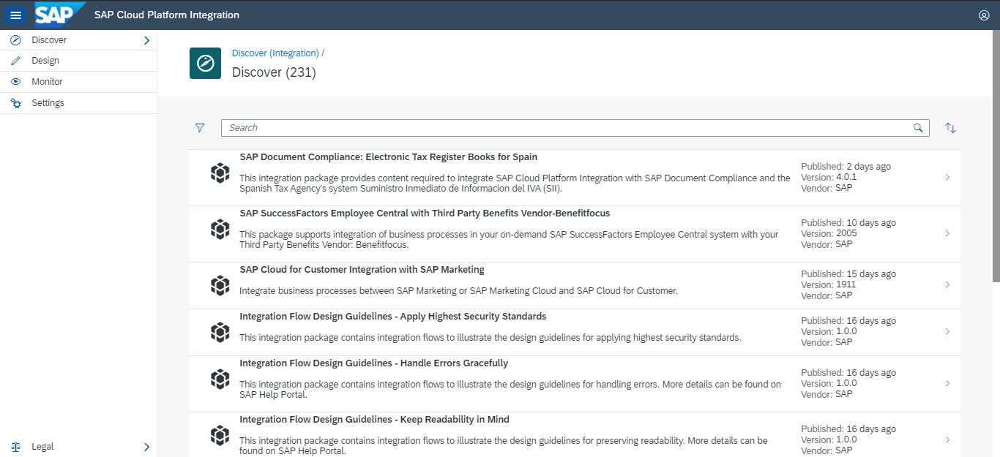 SAP SAP Cloud Platform Integration
Discover
Design
Monitor
Settings
Legal
Discover (Integration) /
Discover (231)
Search
SAP Document Compliance: Electronic Tax Register Books for Spain
This integration package provides content required to integrate SAP Cloud Platform Integration with SAP Document Compliance and the
Spanish Tax Agency's system Suministro Inmediato de Informacion del IVA (SII).
Published: 2 days ago
Version: 4.0.1
Vendor: SAP
SAP SuccessFactors Employee Central with Third Party Benefits Vendor-Benefitfocus
This package supports integration of business processes in your on-demand SAP SuccessFactors Employee Central system with your
Third Party Benefits Vendor: Benefitfocus.
Published: 10 days ago
Version: 2005
Vendor: SAP
SAP Cloud for Customer Integration with SAP Marketing
Integrate business processes between SAP Marketing or SAP Marketing Cloud and SAP Cloud for Customer.
Published: 15 days ago
Version: 1911
Vendor: SAP
Integration Flow Design Guidelines - Apply Highest Security Standards
This integration package contains integration flows to illustrate the design guidelines for applying highest security standards.
Published: 16 days ago
Version: 1.0.0
Vendor: SAP
Integration Flow Design Guidelines - Handle Errors Gracefully
This integration package contains integration flows to illustrate the design guidelines for handling errors. More details can be found on
SAP Help Portal.
Published: 16 days ago
Version: 1.0.0
Vendor: SAP
Integration Flow Design Guidelines - Keep Readability in Mind
This integration package contains integration flows to illustrate the design guidelines for preserving readability. More details can be
found on SAP Help Portal.
Published: 16 days ago
Version: 1.0.0
Vendor: SAP